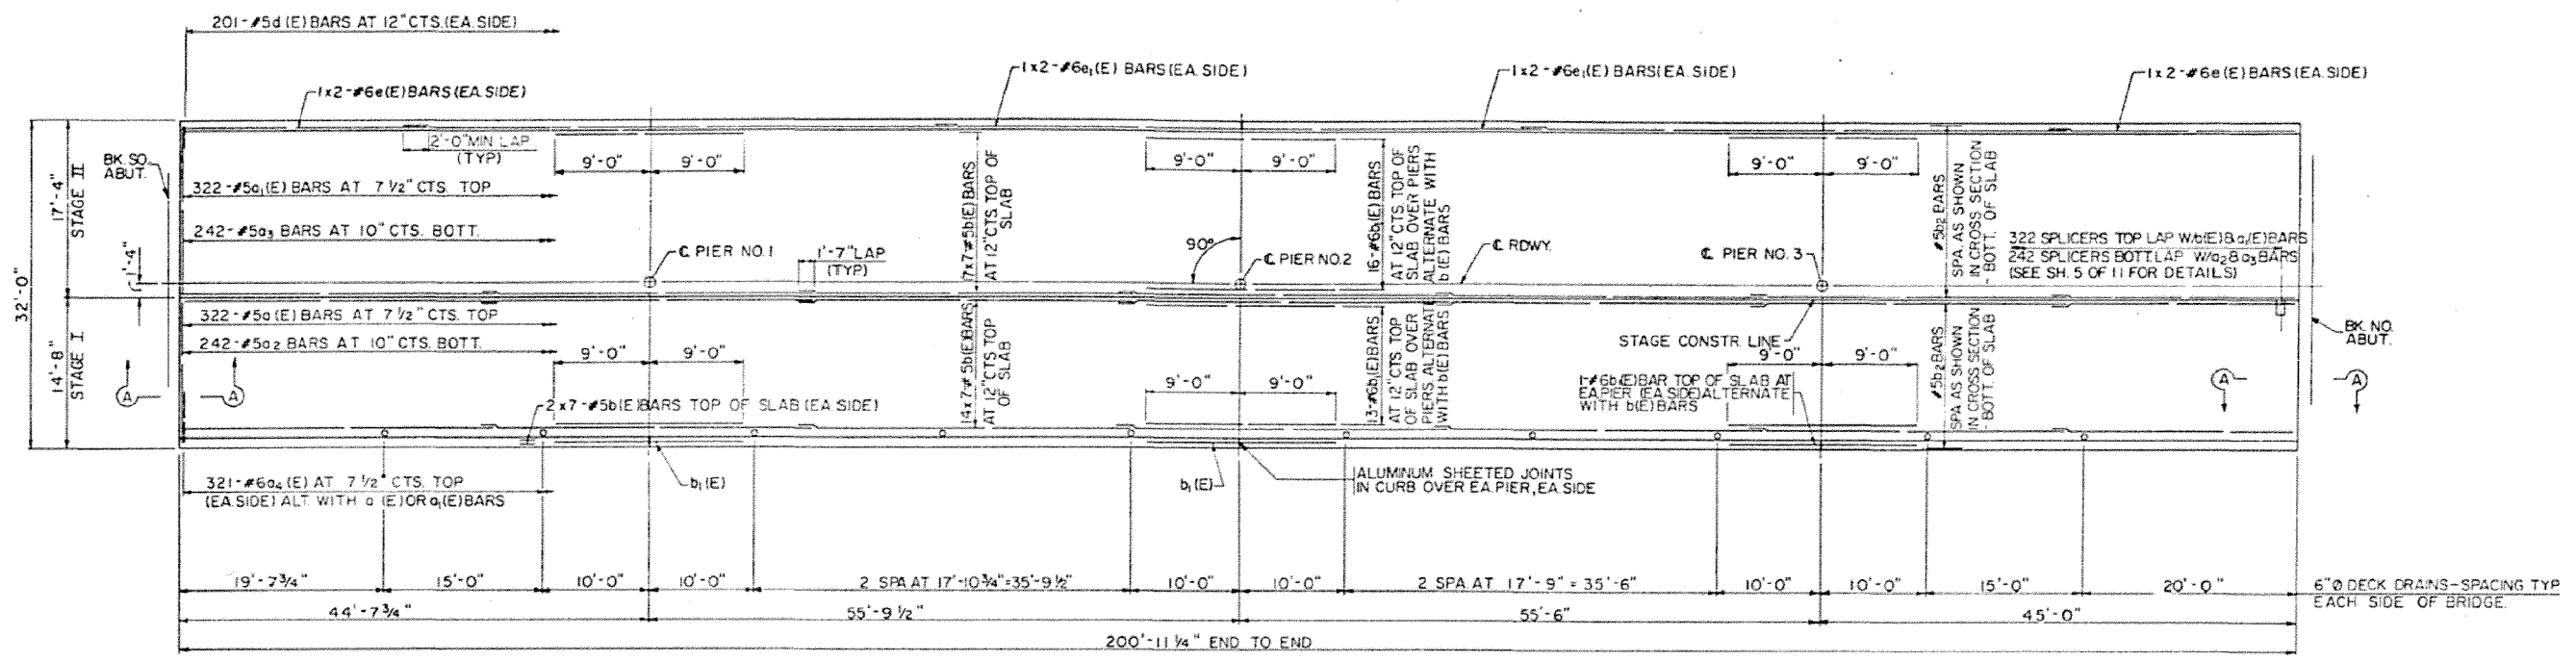 201-#5d(E) BARS AT 12" CTS.(EA. SIDE)
1x2-#6e(E) BARS (EA. SIDE)
1x2-#6e₁(E) BARS (EA. SIDE)
1x2-#6e₁(E) BARS (EA. SIDE)
1x2-#6e(E) BARS (EA. SIDE)
2'-0" MIN LAP
(TYP)
BK. SO.
ABUT.
9'-0" 9'-0"
9'-0" 9'-0"
9'-0" 9'-0"
322-#5a₁(E) BARS AT 7 1/2" CTS. TOP
242-#5a₃ BARS AT 10" CTS. BOTT.
17'-4"
STAGE II
1'-4"
32'-0"
14'-8"
STAGE I
℄ PIER NO. 1
1'-7" LAP
(TYP)
17x7-#5b(E) BARS
AT 12" CTS. TOP OF
SLAB
90°
℄ PIER NO. 2
16-#6b₁(E) BARS
AT 12" CTS. TOP OF
SLAB OVER PIERS
ALTERNATE WITH
b(E) BARS
℄ RDWY.
℄ PIER NO. 3
#5b₂ BARS
SPA. AS SHOWN
IN CROSS SECTION
- BOTT. OF SLAB
322 SPLICERS TOP LAP W/b(E)&a₁(E) BARS
242 SPLICERS BOTT. LAP W/a₂&a₃ BARS
(SEE SH. 5 OF 11 FOR DETAILS)
322-#5a(E) BARS AT 7 1/2" CTS. TOP
242-#5a₂ BARS AT 10" CTS. BOTT.
9'-0" 9'-0"
14x7-#5b(E) BARS
AT 12" CTS TOP
OF SLAB
9'-0" 9'-0"
13-#6b₁(E) BARS
AT 12" CTS. TOP
OF SLAB OVER
PIERS. ALTERNAT
WITH b(E) BARS
STAGE CONSTR. LINE
9'-0" 9'-0"
1-#6b₁(E) BAR TOP OF SLAB AT
EA. PIER (EA. SIDE) ALTERNATE
WITH b(E) BARS
#5b₂ BARS
SPA AS SHOWN
IN CROSS SECTION
- BOTT. OF SLAB
BK. NO.
ABUT.
A A A A
2x7-#5b(E) BARS TOP OF SLAB (EA. SIDE)
321-#6a₄(E) AT 7 1/2" CTS. TOP
(EA. SIDE) ALT. WITH a (E) OR a₁(E) BARS
b₁(E)
b₁(E)
ALUMINUM SHEETED JOINTS
IN CURB OVER EA. PIER, EA. SIDE
19'-7 3/4" 15'-0" 10'-0" 10'-0" 2 SPA AT 17'-10 3/4"=35'-9 1/2" 10'-0" 10'-0" 2 SPA. AT 17'-9" = 35'-6" 10'-0" 10'-0" 15'-0" 20'-0"
6"Ø DECK DRAINS-SPACING TYP
EACH SIDE OF BRIDGE.
44'-7 3/4" 55'-9 1/2" 55'-6" 45'-0"
200'-11 1/4" END TO END